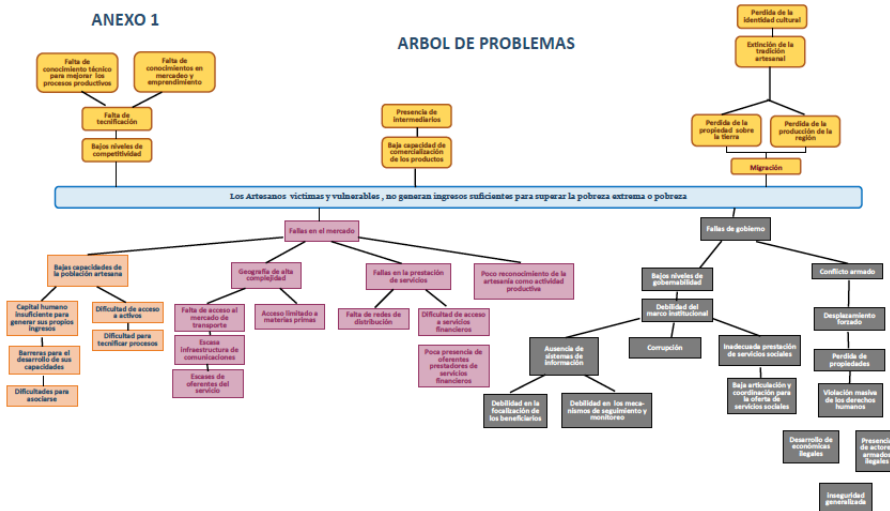 ANEXO 1
ARBOL DE PROBLEMAS
Perdida de la
identidad cultural
Extinción de la
tradición
artesanal
Falta de
conocimiento técnico
para mejorar los
procesos productivos
Falta de
conocimientos en
mercadeo y
emprendimiento
Falta de
tecnificación
Bajos niveles de
competitividad
Presencia de
intermediarios
Baja capacidad de
comercialización
de los productos
Perdida de la
propiedad sobre
la tierra
Perdida de la
producción de la
región
Migración
Los Artesanos victimas y vulnerables , no generan ingresos suficientes para superar la pobreza extrema o pobreza
Fallas en el mercado
Fallas de gobierno
Bajas capacidades de
la población artesana
Geografía de alta
complejidad
Fallas en la prestación
de servicios
Poco reconocimiento de la
artesanía como actividad
productiva
Bajos niveles de
gobernabilidad
Conflicto armado
Capital humano
insuficiente para
generar sus propios
ingresos
Dificultad de acceso
a activos
Dificultad para
tecnificar procesos
Barreras para el
desarrollo de sus
capacidades
Dificultades para
asociarse
Falta de acceso al
mercado de
transporte
Acceso limitado a
materias primas
Escasa
infraestructura de
comunicaciones
Escases de
oferentes del
servicio
Falta de redes de
distribución
Dificultad de acceso
a servicios
financieros
Poca presencia de
oferentes
prestadores de
servicios
financieros
Debilidad del
marco institucional
Ausencia de
sistemas de
información
Corrupción
Inadecuada prestación
de servicios sociales
Debilidad en la
focalización de
los beneficiarios
Debilidad en los meca-
nismos de seguimiento y
monitoreo
Baja articulación y
coordinación para
la oferta de
servicios sociales
Desplazamiento
forzado
Perdida de
propiedades
Violación masiva
de los derechos
humanos
Desarrollo de
económicas
ilegales
Presencia
de actores
armados
ilegales
Inseguridad
generalizada